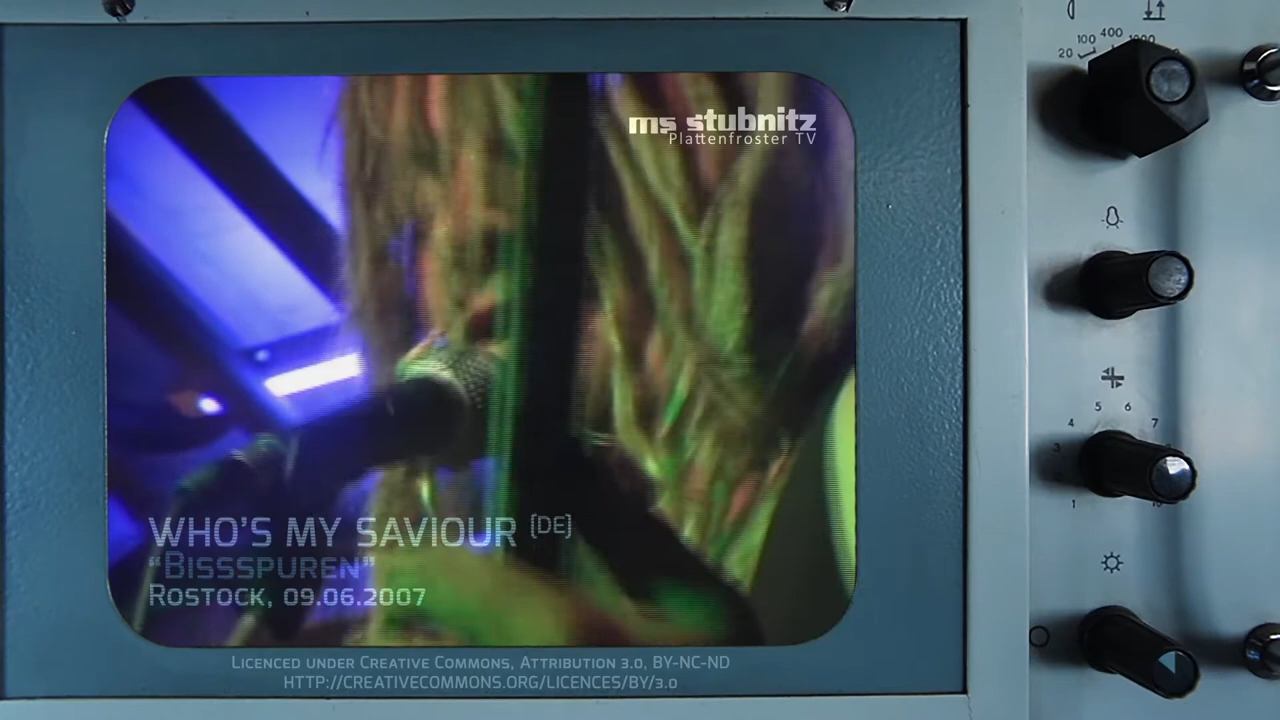 20 100 400 1000
ms stubnitz
Plattenfroster TV
5 6
4 7
3
1 10
WHO'S MY SAVIOUR [DE]
"BISSSPUREN"
ROSTOCK, 09.06.2007
LICENCED UNDER CREATIVE COMMONS, ATTRIBUTION 3.0, BY-NC-ND
HTTP://CREATIVECOMMONS.ORG/LICENCES/BY/3.0